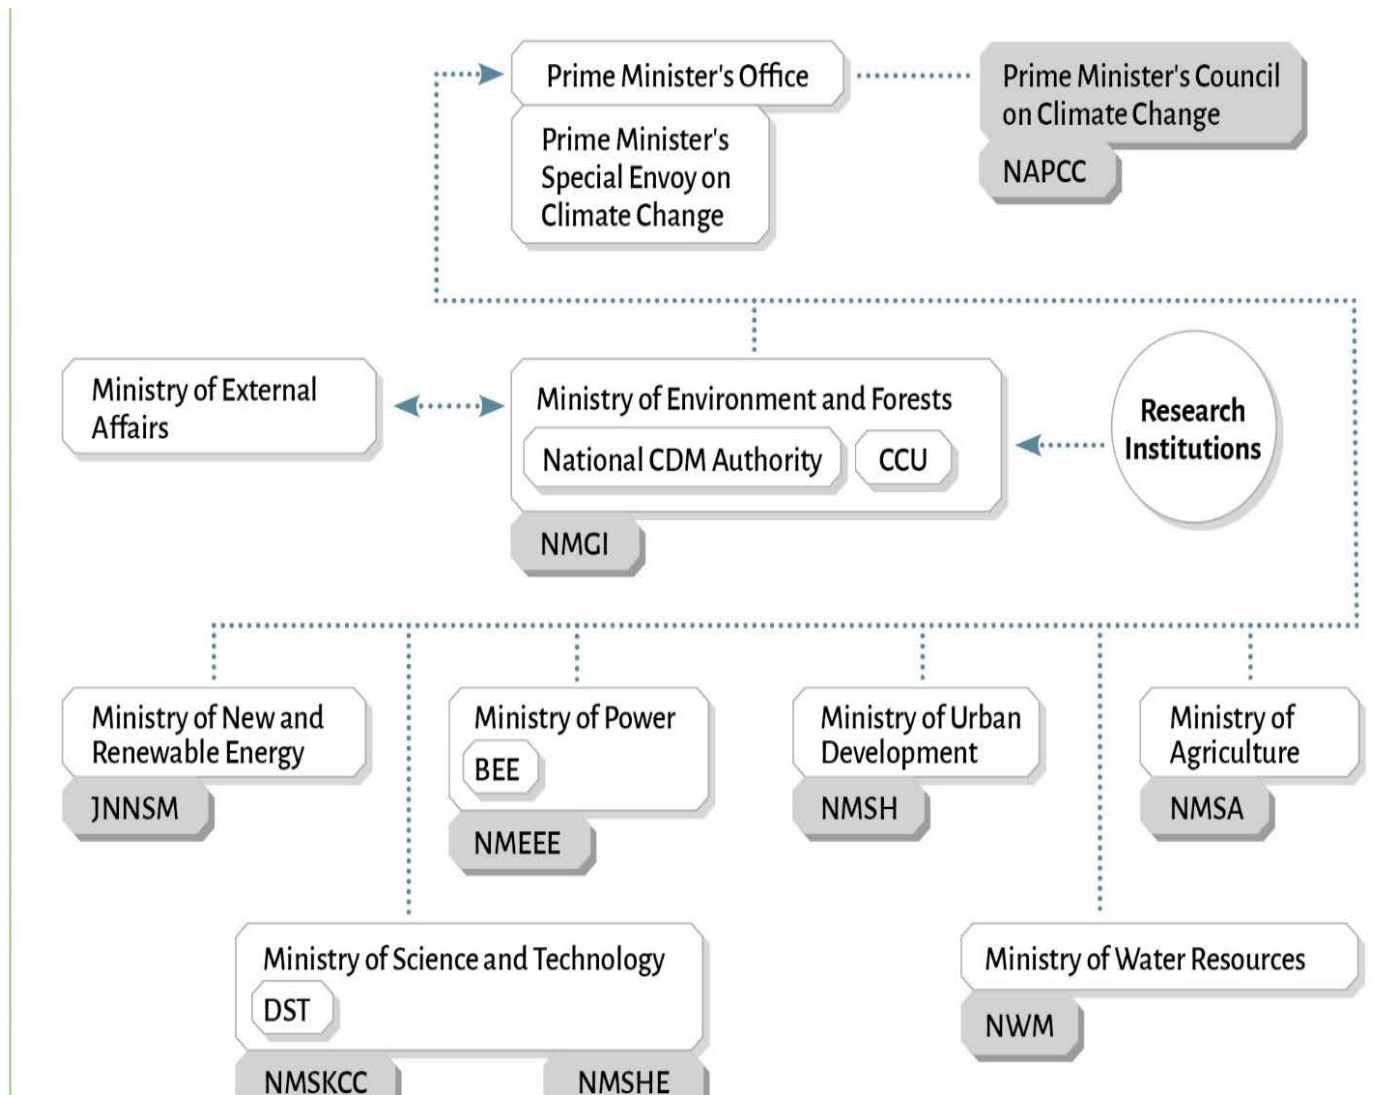 Prime Minister's Office
Prime Minister's Council
on Climate Change
NAPCC
Prime Minister's
Special Envoy on
Climate Change
Ministry of External
Affairs
Ministry of Environment and Forests
National CDM Authority
CCU
NMGI
Research
Institutions
Ministry of New and
Renewable Energy
JNNSM
Ministry of Power
BEE
NMEEE
Ministry of Urban
Development
NMSH
Ministry of
Agriculture
NMSA
Ministry of Science and Technology
DST
NMSKCC
NMSHE
Ministry of Water Resources
NWM